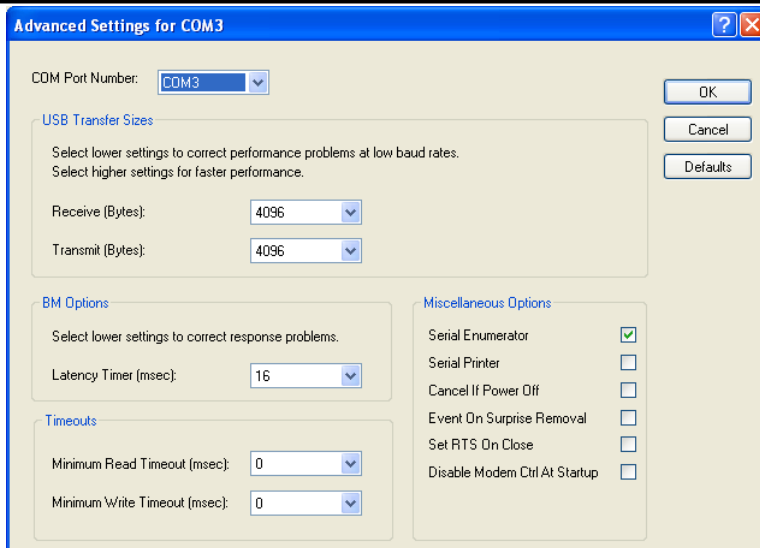 Advanced Settings for COM3
COM Port Number: COM3
OK
USB Transfer Sizes
Cancel
Select lower settings to correct performance problems at low baud rates.
Select higher settings for faster performance.
Defaults
Receive (Bytes): 4096
Transmit (Bytes): 4096
BM Options
Select lower settings to correct response problems.
Latency Timer (msec): 16
Timeouts
Minimum Read Timeout (msec): 0
Minimum Write Timeout (msec): 0
Miscellaneous Options
Serial Enumerator
Serial Printer
Cancel If Power Off
Event On Surprise Removal
Set RTS On Close
Disable Modem Ctrl At Startup